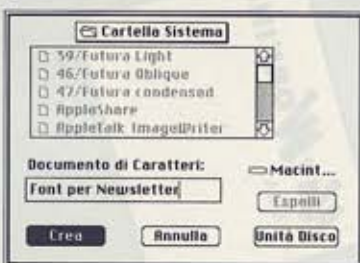 Cartella Sistema
39/Futura Light
46/Futura Oblique
47/Futura condensed
AppleShare
AppleTalk ImageWriter
Documento di Caratteri:
Macint...
Font per Newsletter
Espelli
Crea
Annulla
Unità Disco